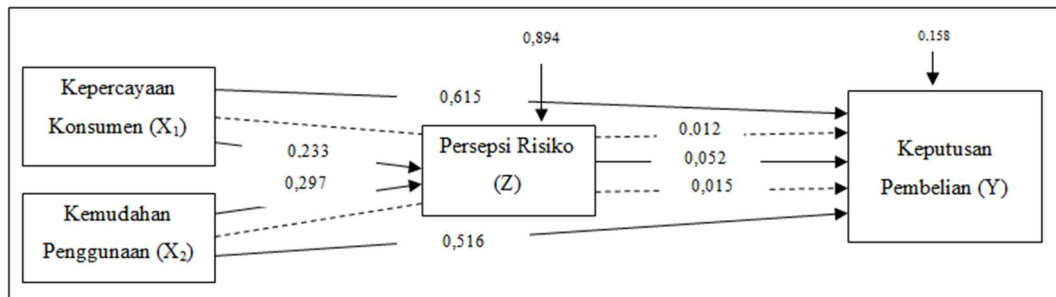 0,894
0.158
Kepercayaan
Konsumen (X₁)
0,615
0,233
0,297
Persepsi Risiko
(Z)
0.012
0,052
0,015
Keputusan
Pembelian (Y)
Kemudahan
Penggunaan (X₂)
0,516